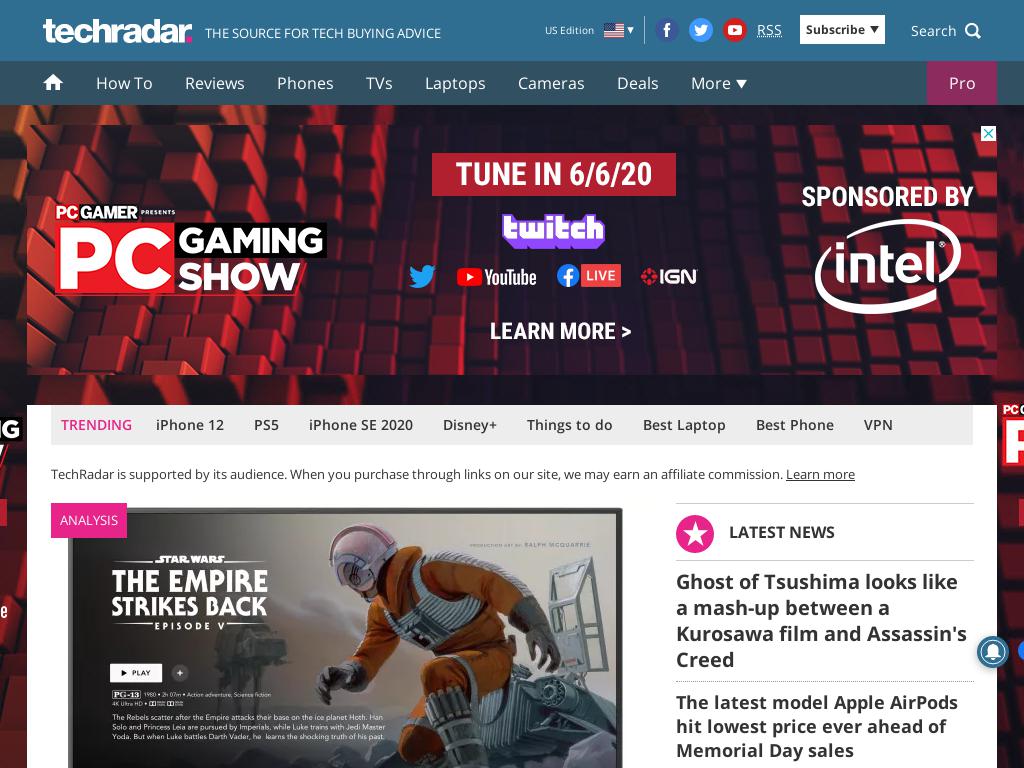 techradar.
THE SOURCE FOR TECH BUYING ADVICE
US Edition
RSS
Subscribe
Search
How To
Reviews
Phones
TVs
Laptops
Cameras
Deals
More
Pro
PC GAMER PRESENTS
PC GAMING SHOW
TUNE IN 6/6/20
twitch
YouTube
LIVE
IGN
LEARN MORE >
SPONSORED BY
intel®
TRENDING
iPhone 12
PS5
iPhone SE 2020
Disney+
Things to do
Best Laptop
Best Phone
VPN
TechRadar is supported by its audience. When you purchase through links on our site, we may earn an affiliate commission. Learn more
ANALYSIS
PRODUCTION ART BY: RALPH MCQUARRIE
STAR WARS
THE EMPIRE
STRIKES BACK
EPISODE V
PLAY
PG-13 1980 • 2h 07m • Action adventure, Science fiction
4K Ultra HD •
The Rebels scatter after the Empire attacks their base on the ice planet Hoth. Han
Solo and Princess Leia are pursued by Imperials, while Luke trains with Jedi Master
Yoda. But when Luke battles Darth Vader, he learns the shocking truth of his past.
LATEST NEWS
Ghost of Tsushima looks like
a mash-up between a
Kurosawa film and Assassin's
Creed
The latest model Apple AirPods
hit lowest price ever ahead of
Memorial Day sales